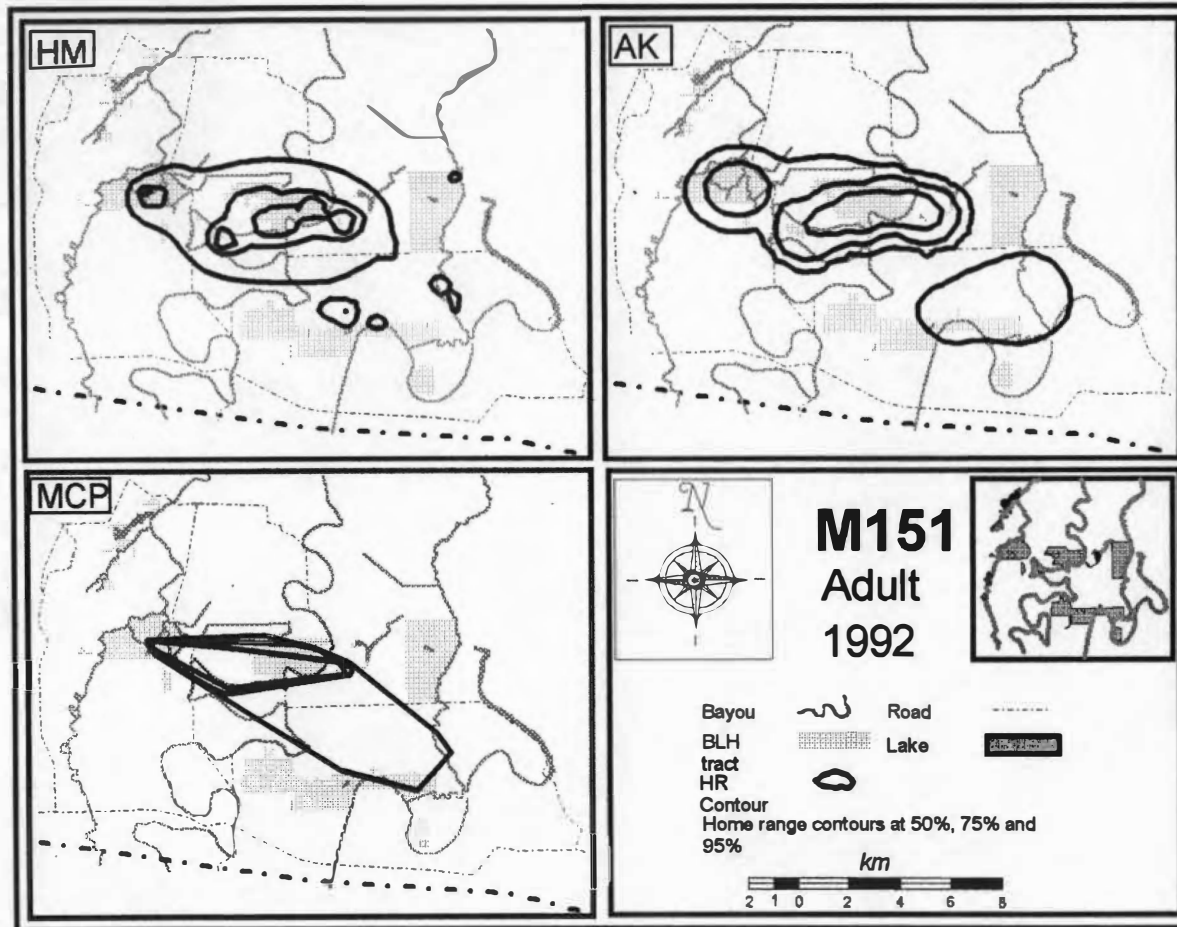 HM
AK
MCP
N
M151
Adult
1992
Bayou
Road
BLH
tract
Lake
HR
Contour
Home range contours at 50%, 75% and
95%
km
2 1 0 2 4 6 8